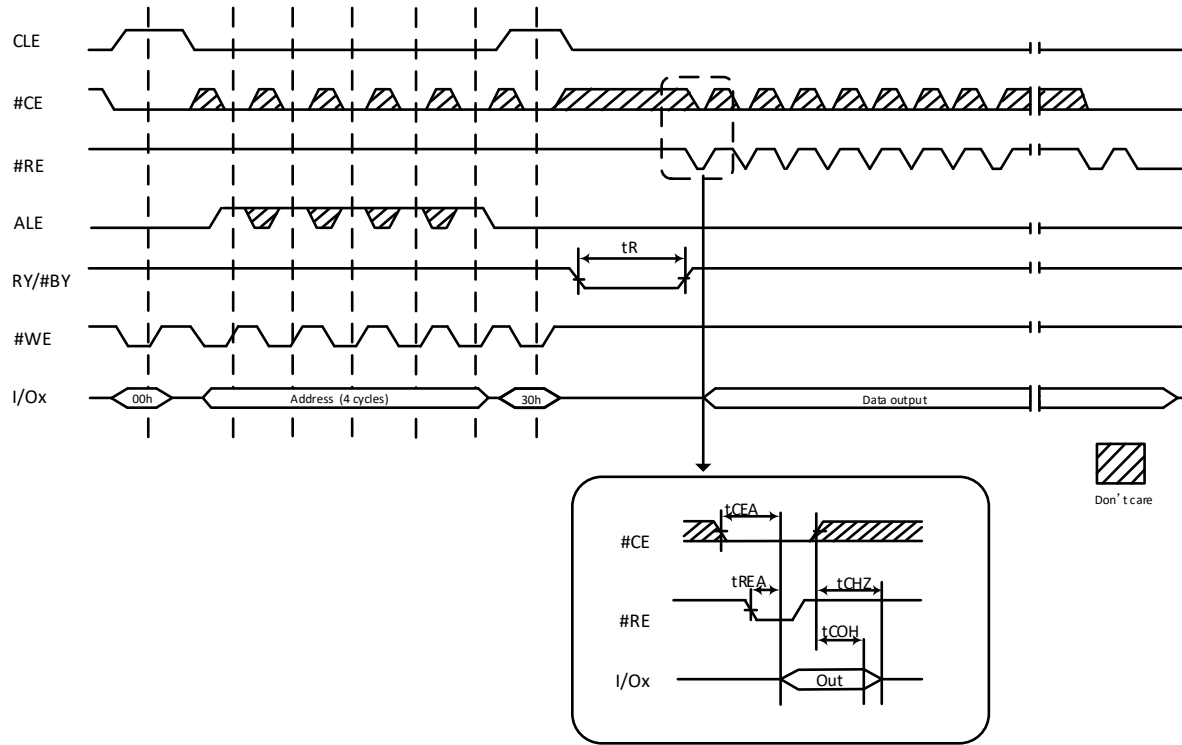 CLE
#CE
#RE
ALE
tR
RY/#BY
#WE
I/Ox
00h
Address (4 cycles)
30h
Data output
Don't care
tCEA
#CE
tREA
tCHZ
#RE
tCOH
I/Ox
Out